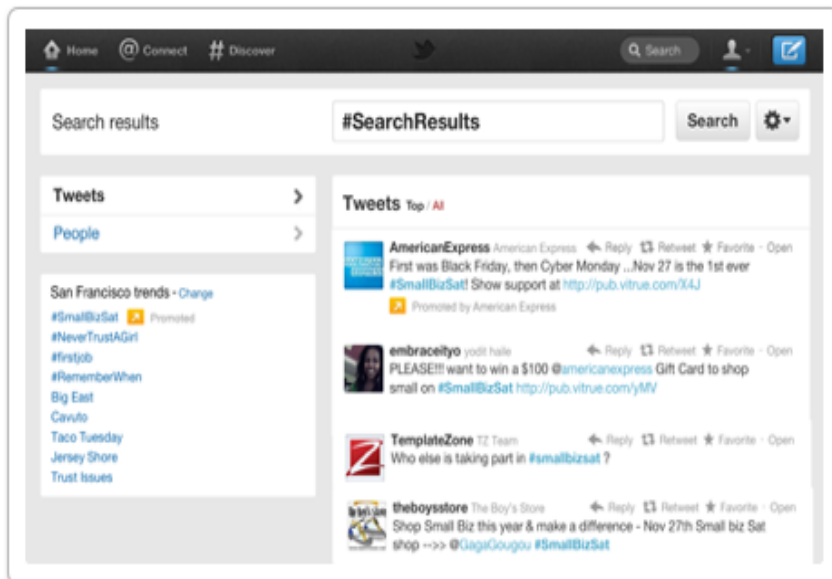 Home @ Connect # Discover Search
Search results #SearchResults Search
Tweets
People
San Francisco trends · Change
#SmallBizSat Promoted
#NeverTrustAGirl
#firstjob
#RememberWhen
Big East
Cavuto
Taco Tuesday
Jersey Shore
Trust Issues
Tweets Top / All
AmericanExpress American Express Reply Retweet Favorite · Open
First was Black Friday, then Cyber Monday ...Nov 27 is the 1st ever
#SmallBizSat! Show support at http://pub.vitrue.com/X4J
Promoted by American Express
embraceityo yodit haile Reply Retweet Favorite · Open
PLEASE!!! want to win a $100 @americanexpress Gift Card to shop
small on #SmallBizSat http://pub.vitrue.com/yMV
TemplateZone TZ Team Reply Retweet Favorite · Open
Who else is taking part in #smallbizsat ?
theboysstore The Boy's Store Reply Retweet Favorite · Open
Shop Small Biz this year & make a difference - Nov 27th Small biz Sat
shop -->> @GagaGougou #SmallBizSat